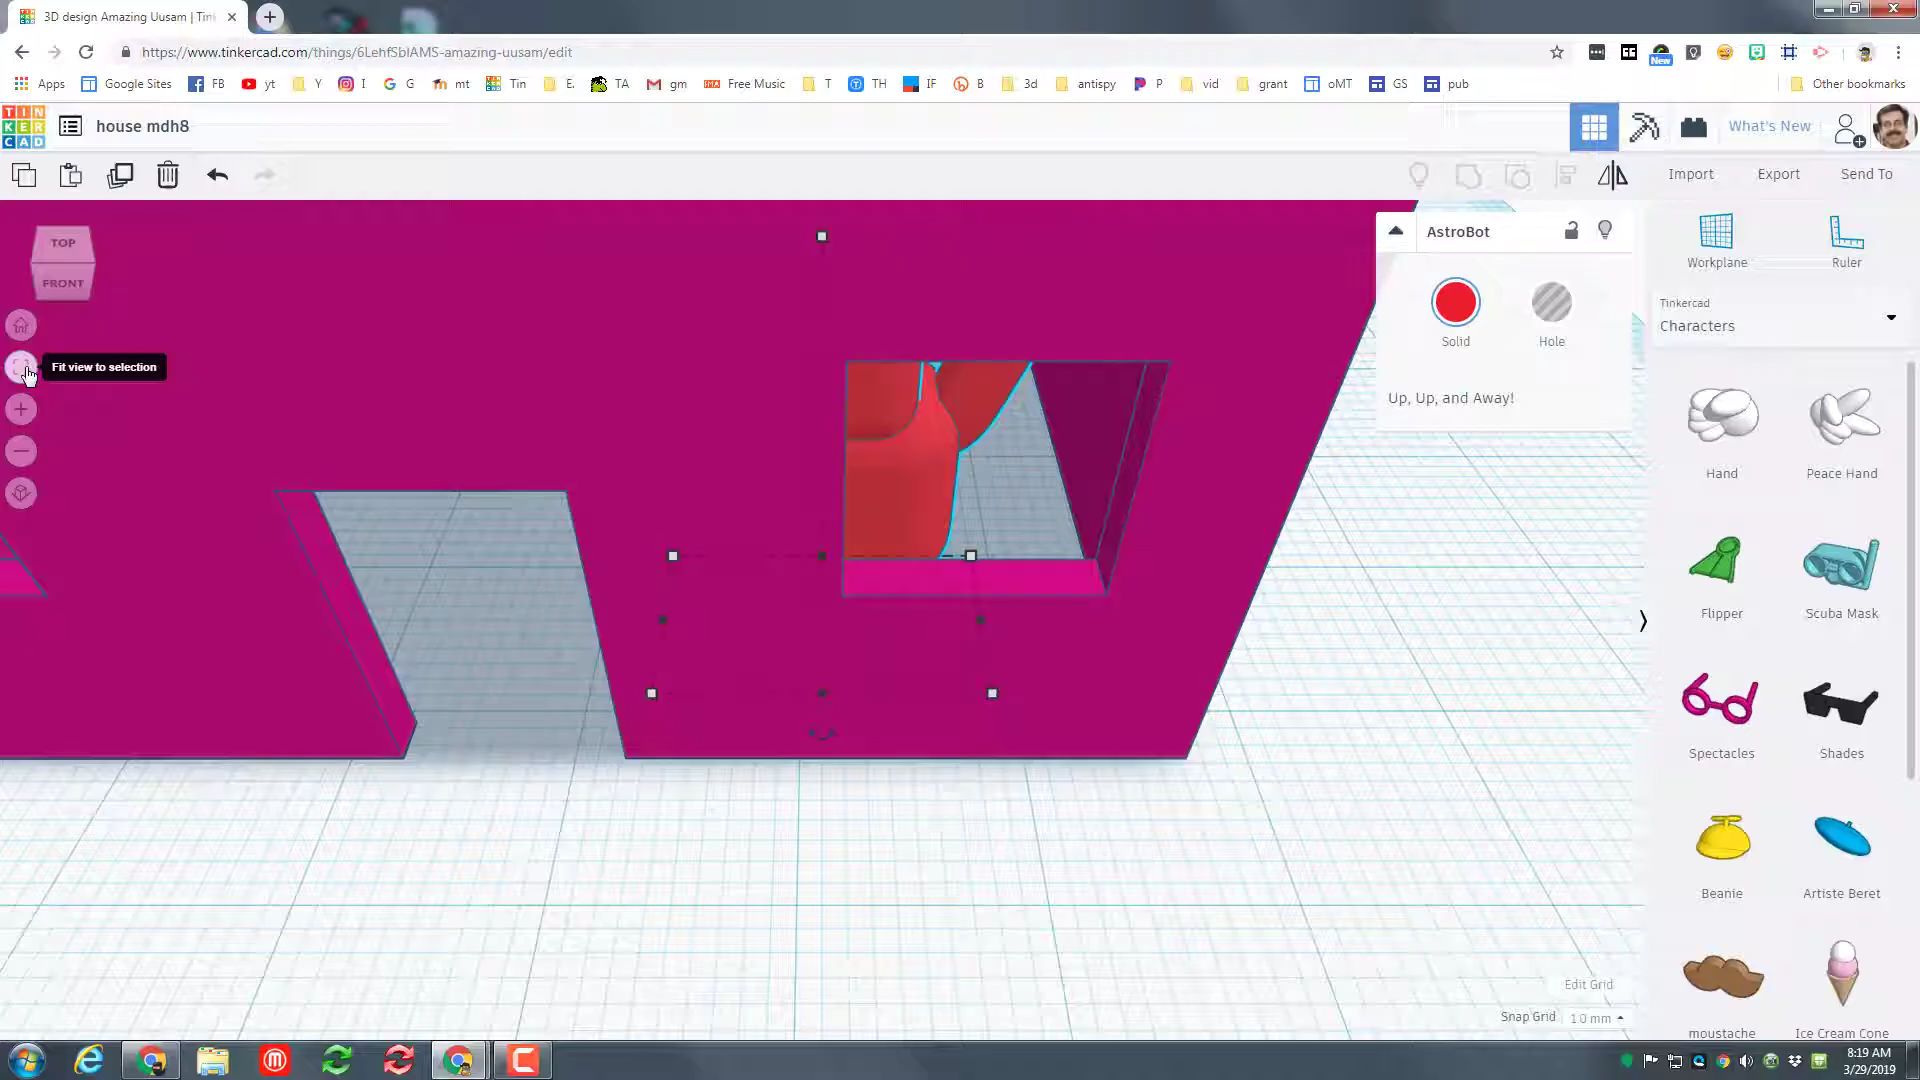 3D design Amazing Uusam | Tin
https://www.tinkercad.com/things/6LehfSblAMS-amazing-uusam/edit
New
Apps Google Sites FB yt Y I G mt Tin E. TA gm Free Music T TH IF B 3d antispy P vid grant oMT GS pub Other bookmarks
TIN
KER
CAD
house mdh8
What's New
Import Export Send To
TOP
FRONT
Fit view to selection
AstroBot
Solid Hole
Up, Up, and Away!
Workplane Ruler
Tinkercad
Characters
Hand Peace Hand
Flipper Scuba Mask
Spectacles Shades
Beanie Artiste Beret
moustache Ice Cream Cone
Edit Grid
Snap Grid 1.0 mm
8:19 AM
3/29/2019